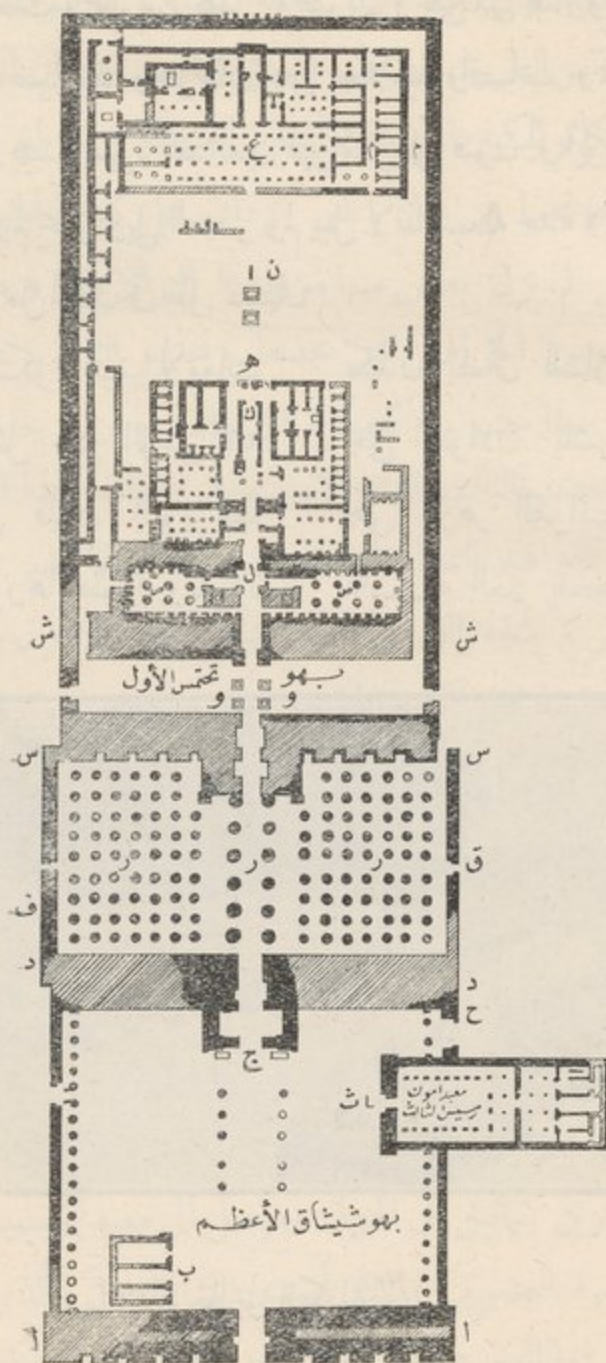 ع
ن
ا
هـ
ك
ل
س س
ش ش
بهو تحتمس الأول
و و
س س
ر ر ر
ق
ق
د د
ح
ج
ث
معبد امون
رمسيس الثالث
بهو شيشاق الأعظم
ب
أ